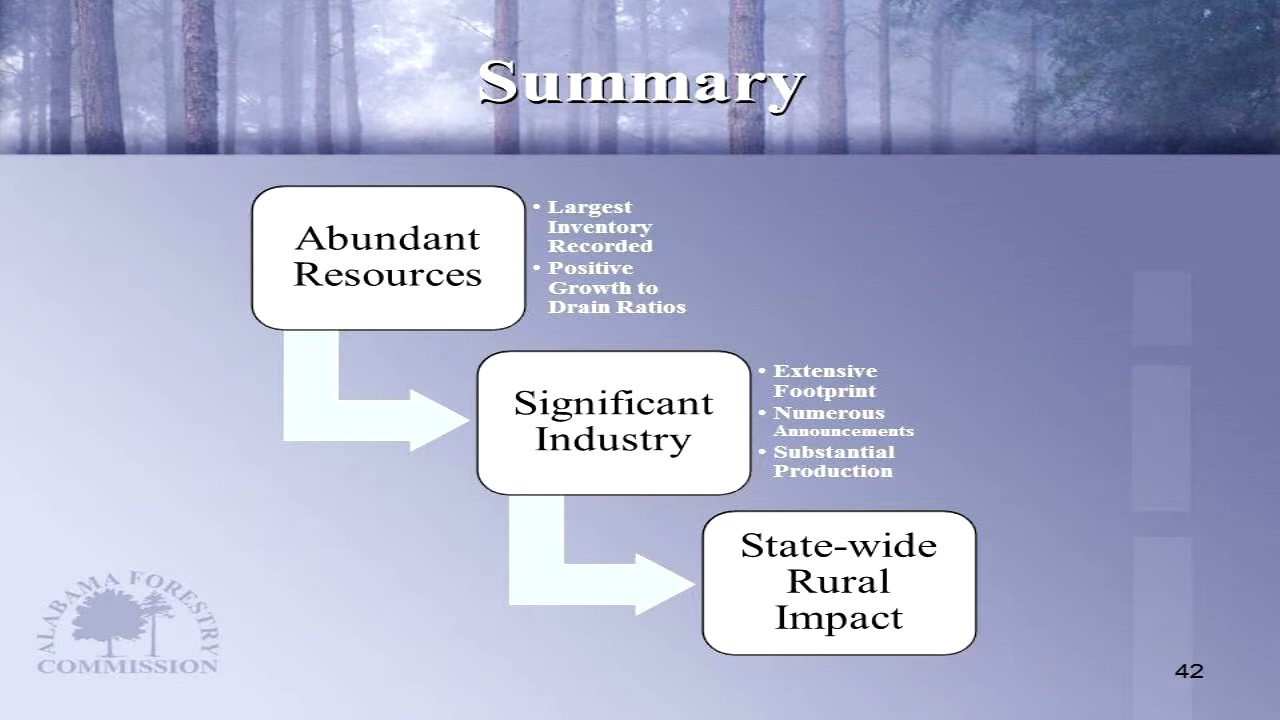 Summary
Abundant
Resources
• Largest
Inventory
Recorded
• Positive
Growth to
Drain Ratios
Significant
Industry
• Extensive
Footprint
• Numerous
Announcements
• Substantial
Production
State-wide
Rural
Impact
ALABAMA FORESTRY
COMMISSION
42